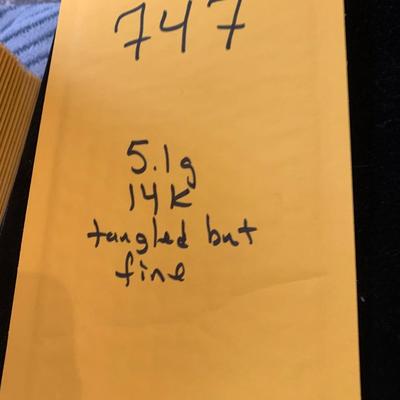 747
5.1g
14K
tangled but
fine